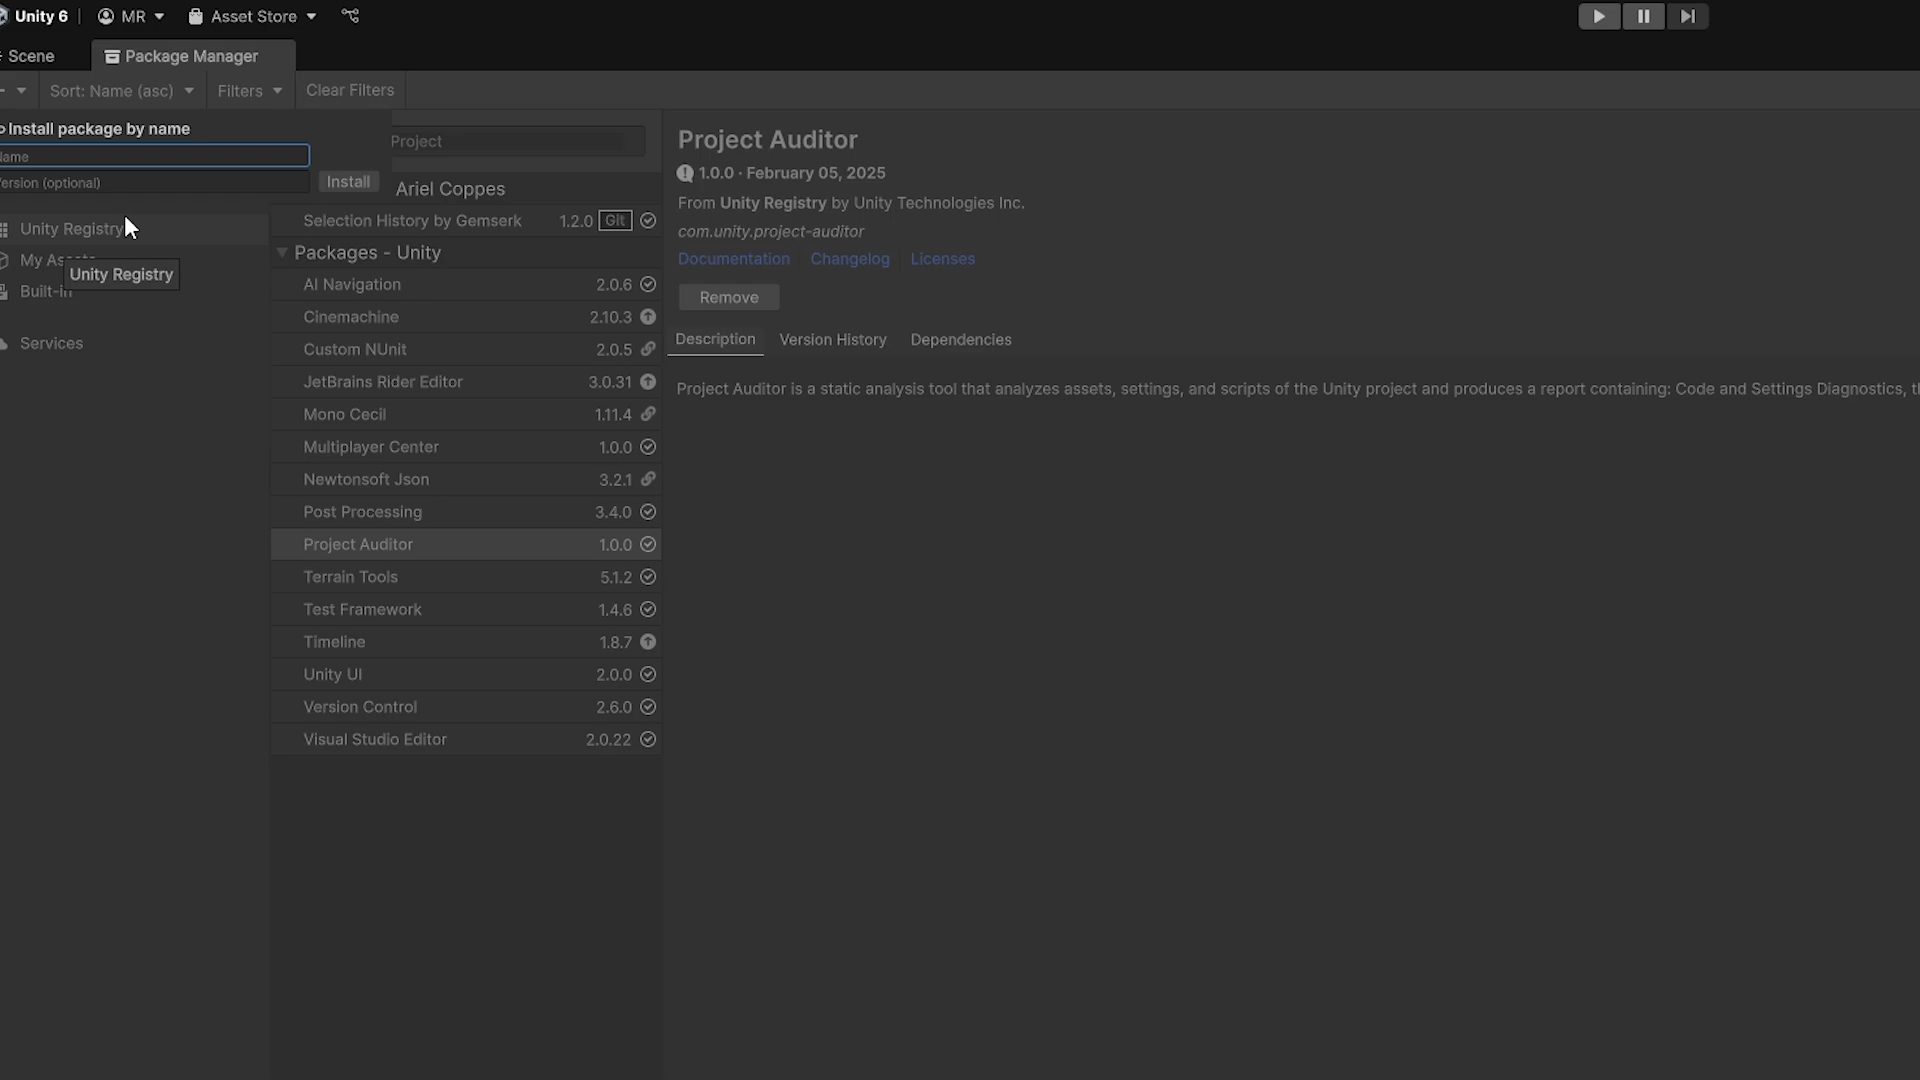 Unity 6
MR
Asset Store
Scene
Package Manager
Sort: Name (asc)
Filters
Clear Filters
Install package by name
Name
Version (optional)
Install
Unity Registry
My Assets
Unity Registry
Built-in
Services
Project
Ariel Coppes
Selection History by Gemserk 1.2.0 Git
Packages - Unity
AI Navigation 2.0.6
Cinemachine 2.10.3
Custom NUnit 2.0.5
JetBrains Rider Editor 3.0.31
Mono Cecil 1.11.4
Multiplayer Center 1.0.0
Newtonsoft Json 3.2.1
Post Processing 3.4.0
Project Auditor 1.0.0
Terrain Tools 5.1.2
Test Framework 1.4.6
Timeline 1.8.7
Unity UI 2.0.0
Version Control 2.6.0
Visual Studio Editor 2.0.22
Project Auditor
1.0.0 · February 05, 2025
From Unity Registry by Unity Technologies Inc.
com.unity.project-auditor
Documentation Changelog Licenses
Remove
Description Version History Dependencies
Project Auditor is a static analysis tool that analyzes assets, settings, and scripts of the Unity project and produces a report containing: Code and Settings Diagnostics,